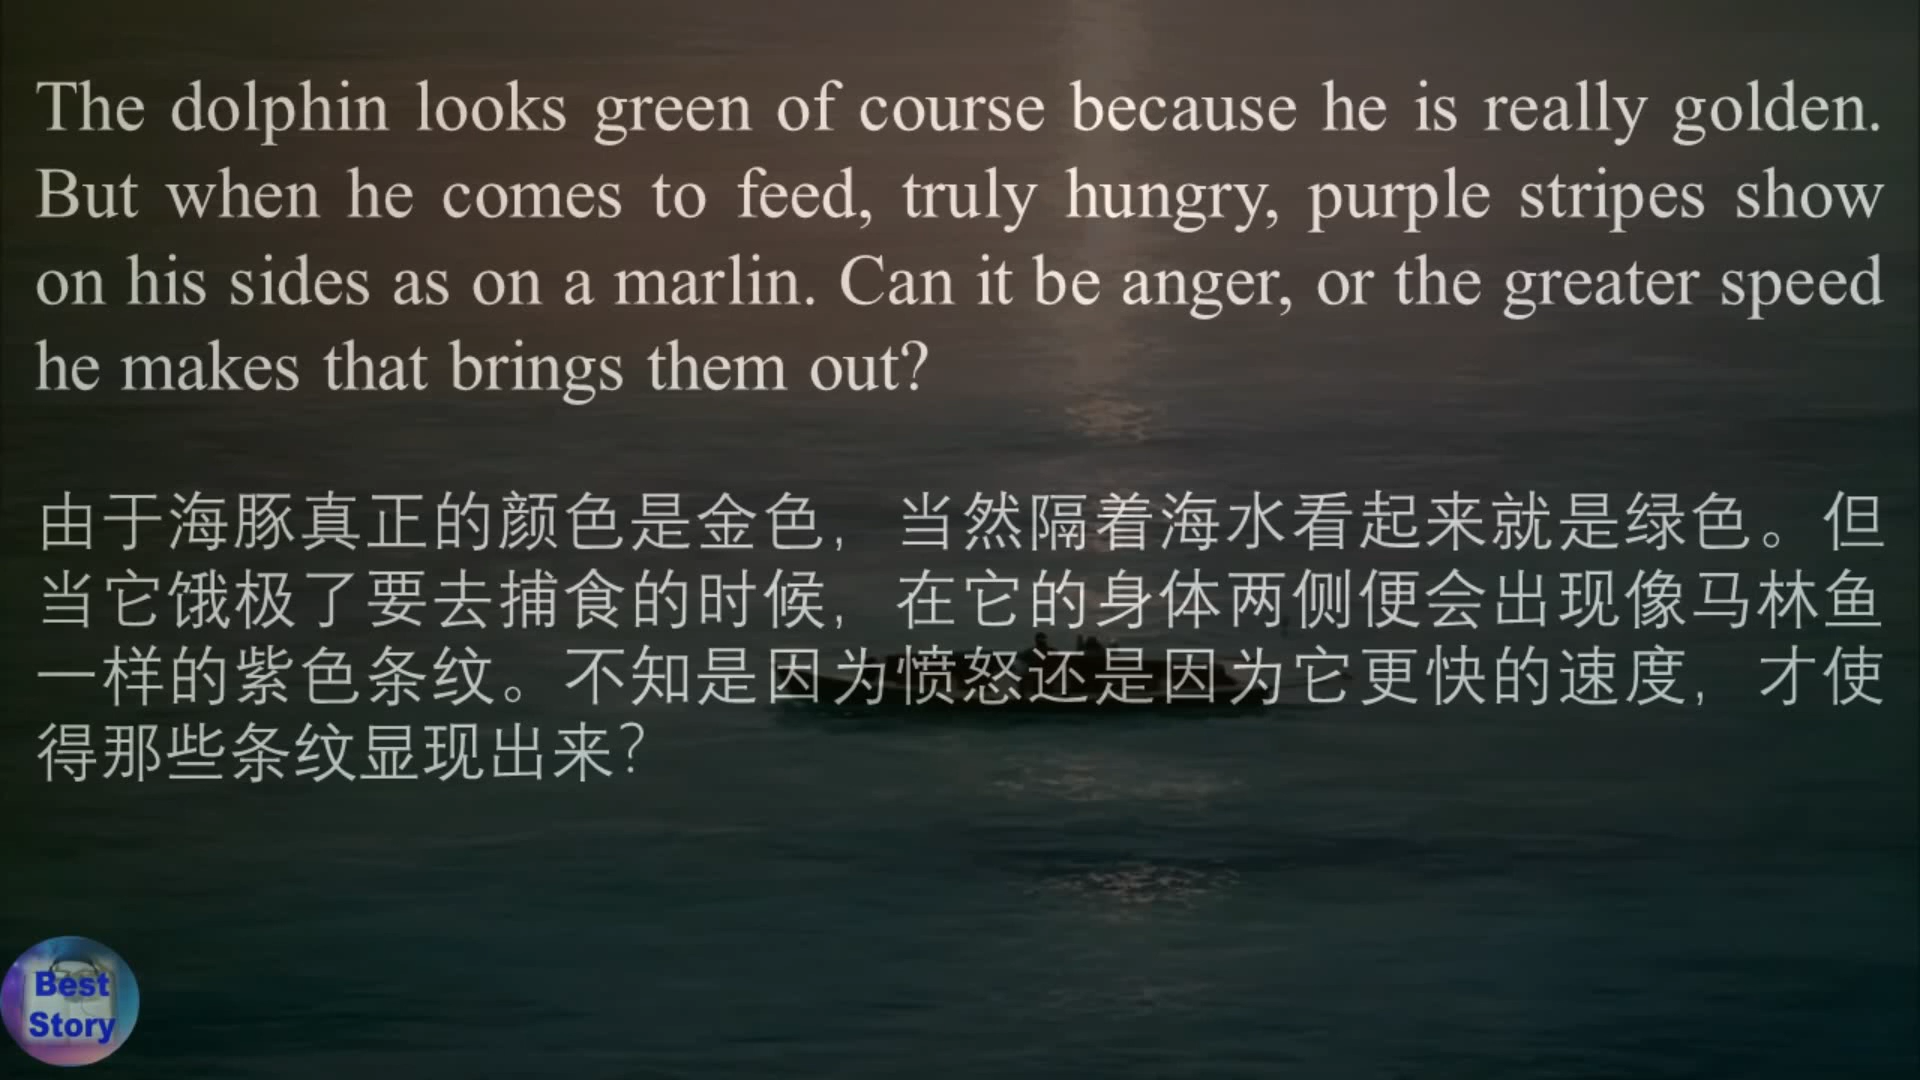 The dolphin looks green of course because he is really golden.
But when he comes to feed, truly hungry, purple stripes show
on his sides as on a marlin. Can it be anger, or the greater speed
he makes that brings them out?
由于海豚真正的颜色是金色，当然隔着海水看起来就是绿色。但
当它饿极了要去捕食的时候，在它的身体两侧便会出现像马林鱼
一样的紫色条纹。不知是因为愤怒还是因为它更快的速度，才使
得那些条纹显现出来？
Best
Story